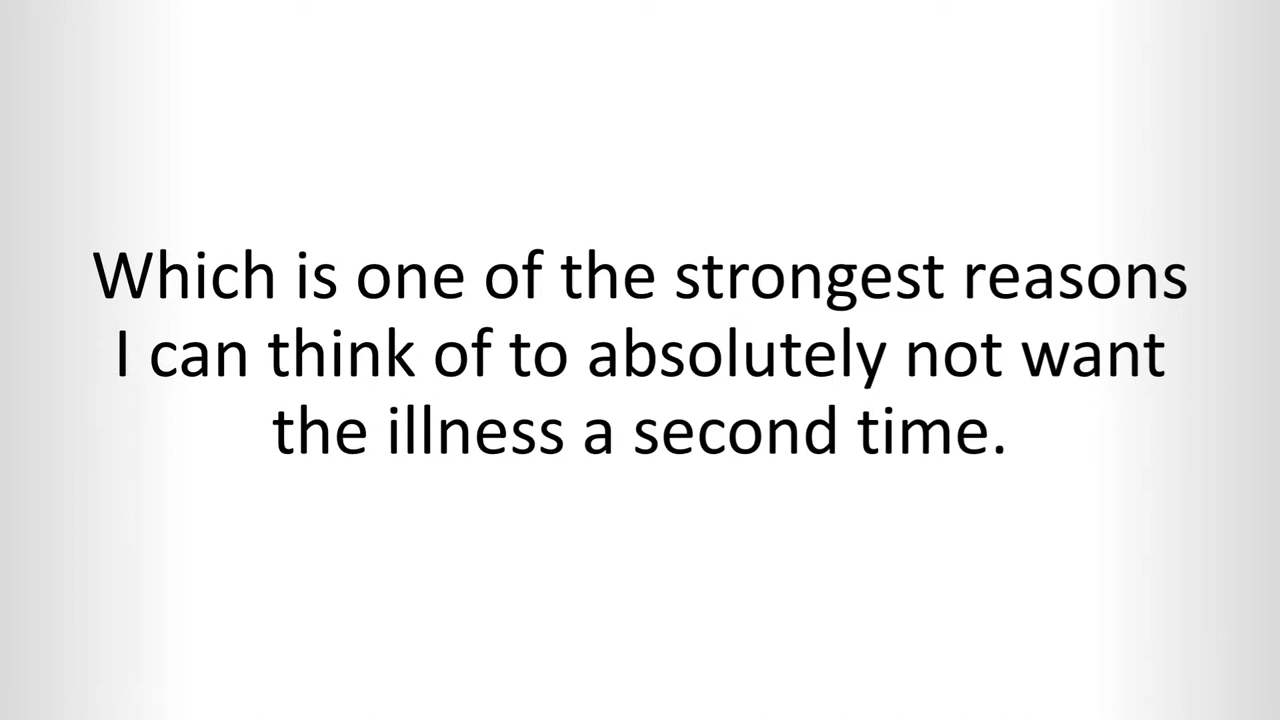 Which is one of the strongest reasons
I can think of to absolutely not want
the illness a second time.